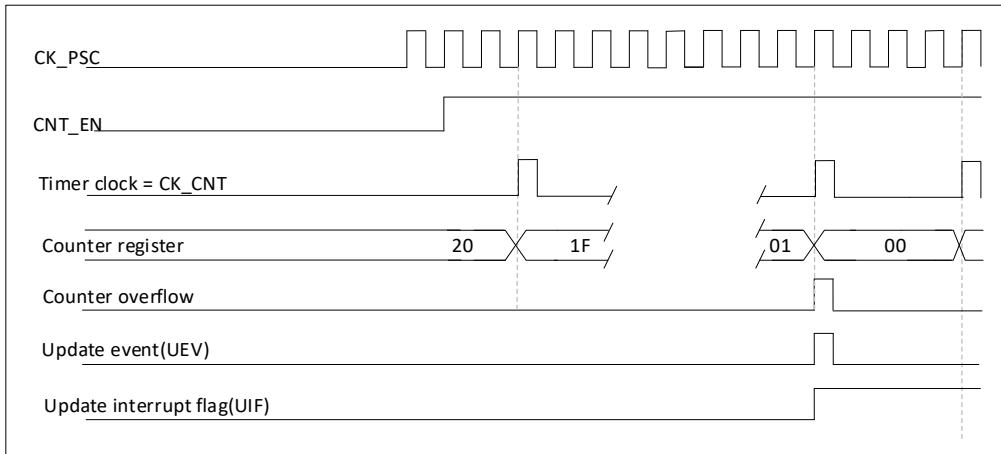 CK_PSC
CNT_EN
Timer clock = CK_CNT
Counter register 20 1F 01 00
Counter overflow
Update event(UEV)
Update interrupt flag(UIF)